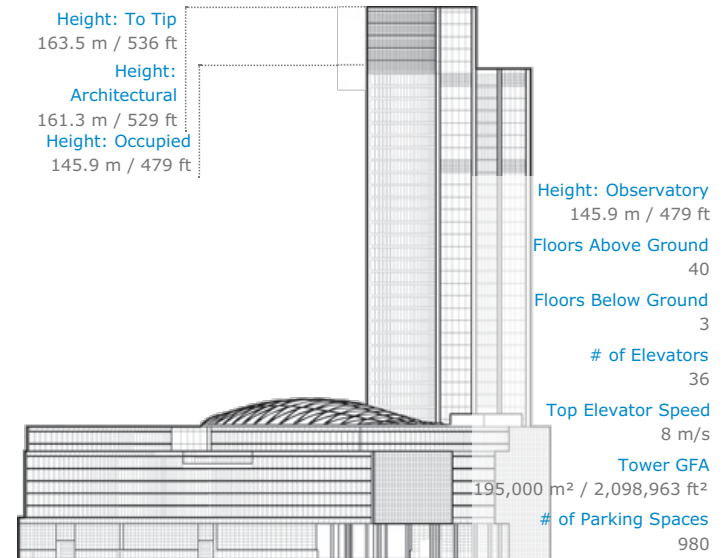 Height: To Tip
163.5 m / 536 ft
Height:
Architectural
161.3 m / 529 ft
Height: Occupied
145.9 m / 479 ft
Height: Observatory
145.9 m / 479 ft
Floors Above Ground
40
Floors Below Ground
3
# of Elevators
36
Top Elevator Speed
8 m/s
Tower GFA
195,000 m² / 2,098,963 ft²
# of Parking Spaces
980